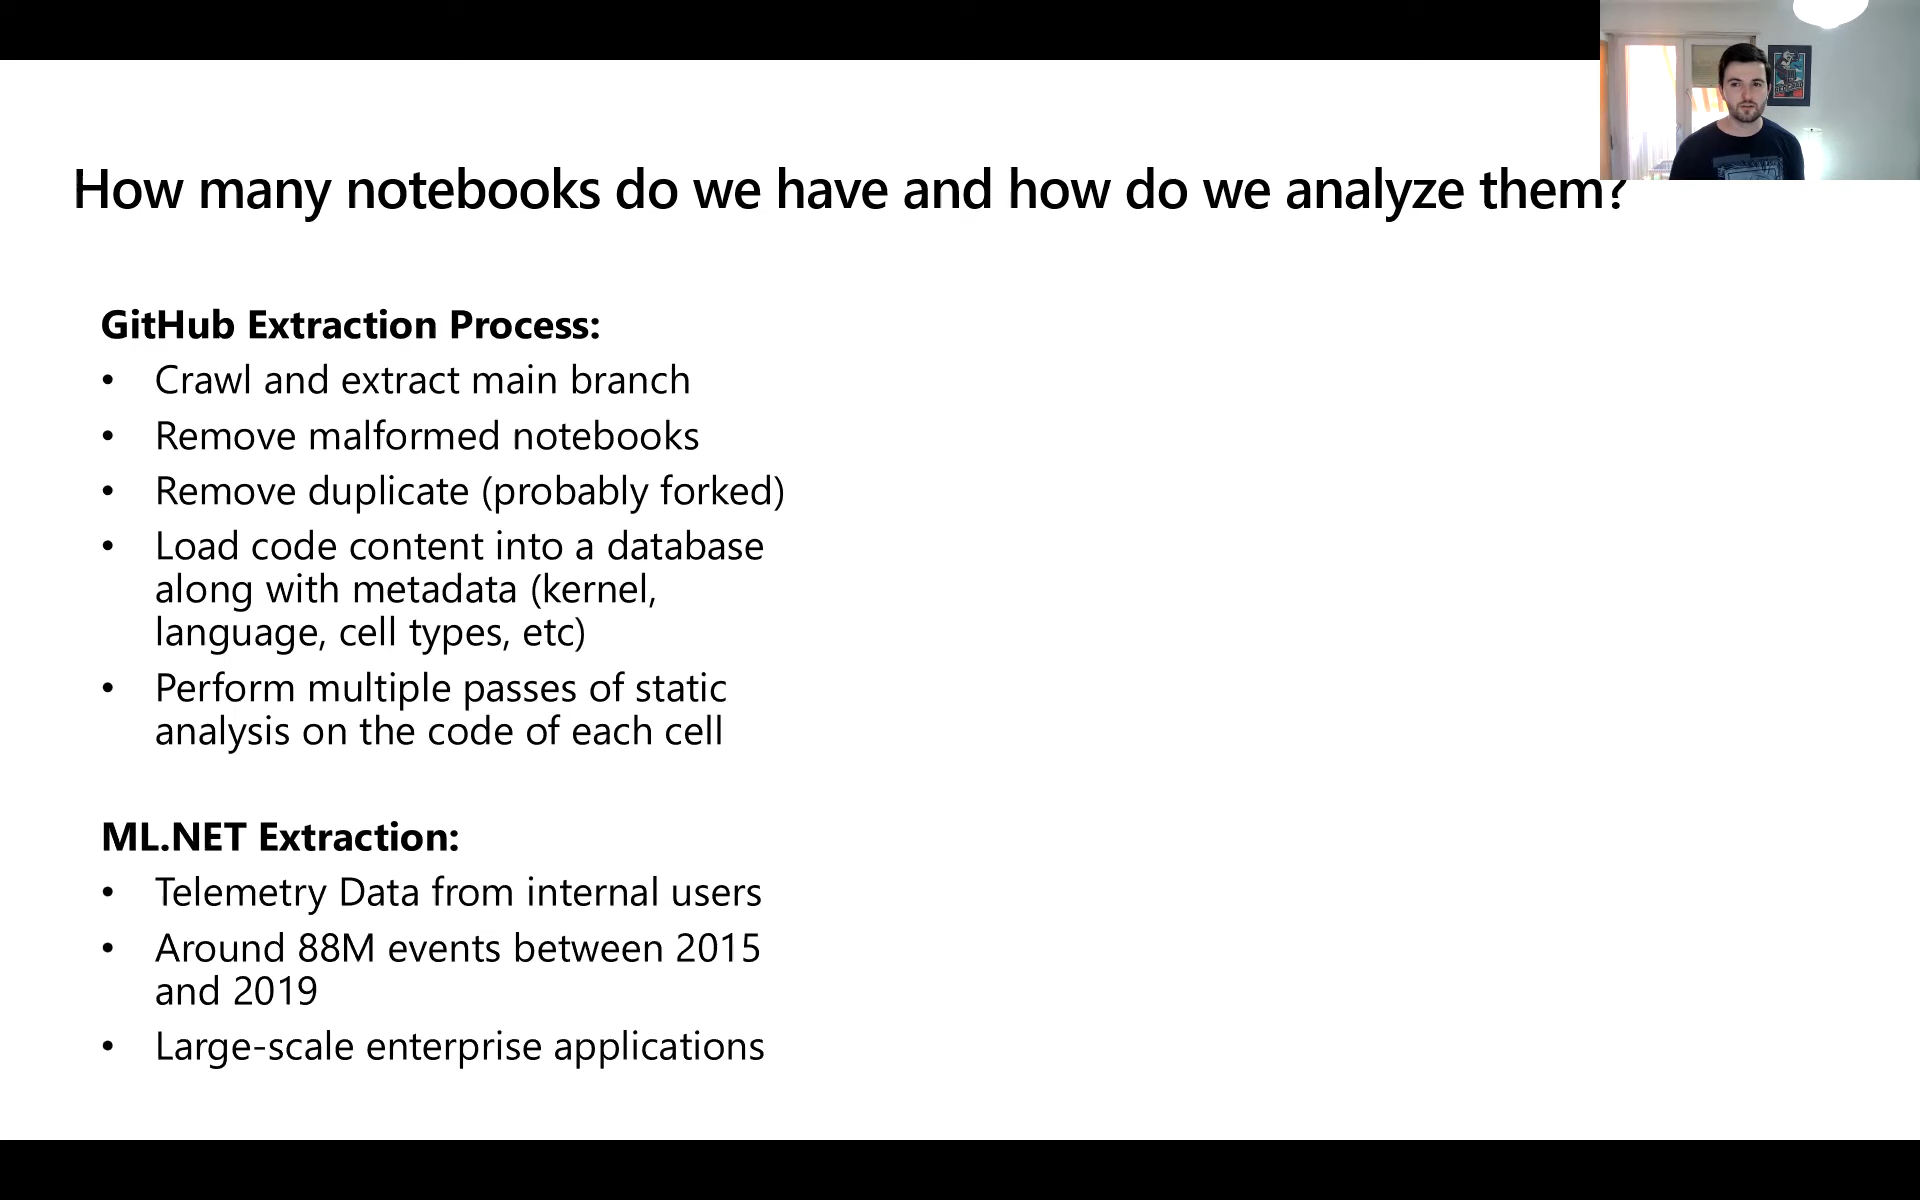 How many notebooks do we have and how do we analyze them?
GitHub Extraction Process:
• Crawl and extract main branch
• Remove malformed notebooks
• Remove duplicate (probably forked)
• Load code content into a database
along with metadata (kernel,
language, cell types, etc)
• Perform multiple passes of static
analysis on the code of each cell
ML.NET Extraction:
• Telemetry Data from internal users
• Around 88M events between 2015
and 2019
• Large-scale enterprise applications